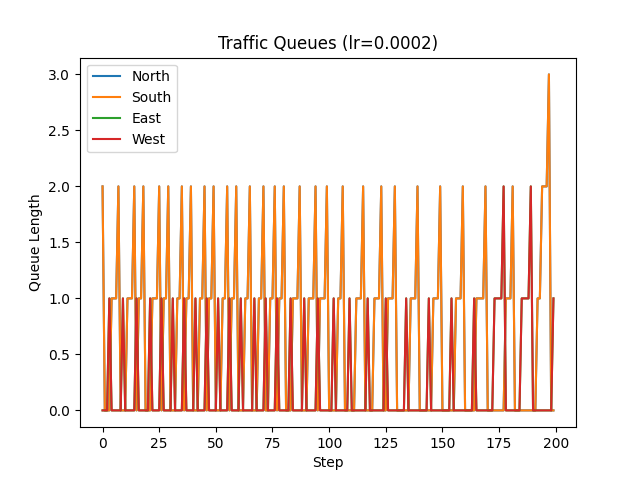 Traffic Queues (lr=0.0002)
North
South
East
West
3.0
2.5
2.0
1.5
1.0
0.5
0.0
Queue Length
0 25 50 75 100 125 150 175 200
Step